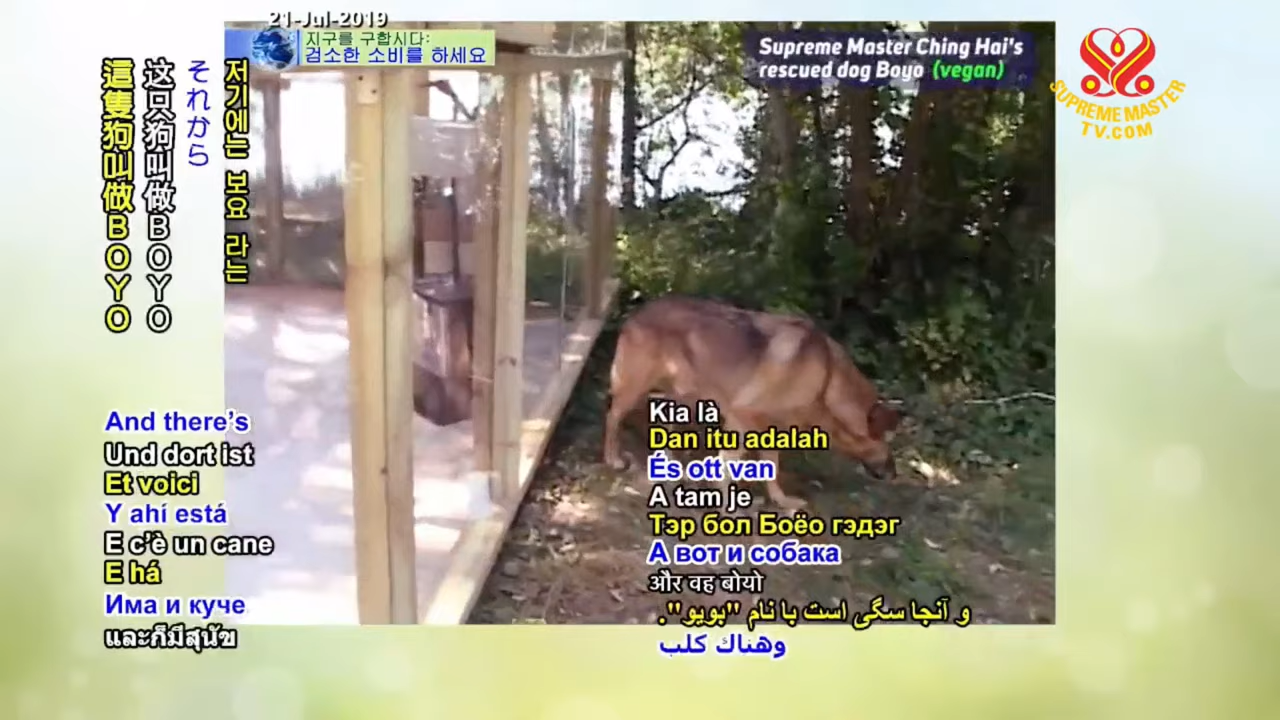 21-Jul-2019
지구를 구합시다:
검소한 소비를 하세요
Supreme Master Ching Hai's
rescued dog Boyo (vegan)
SUPREME MASTER
TV.COM
這隻狗叫做BOYO
这只狗叫做BOYO
それから
저기에는 보요 라는
And there's
Und dort ist
Et voici
Y ahí está
E c'è un cane
E há
Има и куче
และก็มีสุนัข
Kia là
Dan itu adalah
És ott van
A tam je
Тэр бол Боёо гэдэг
А вот и собака
और वह बोयो
و آنجا سگی است با نام "بویو".
وهناك كلب